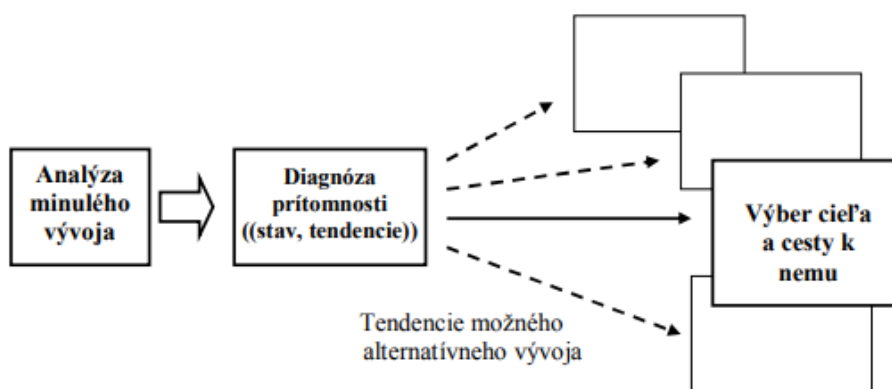 Analýza
minulého
vývoja
Diagnóza
prítomnosti
((stav, tendencie))
Výber cieľa
a cesty k
nemu
Tendencie možného
alternatívneho vývoja